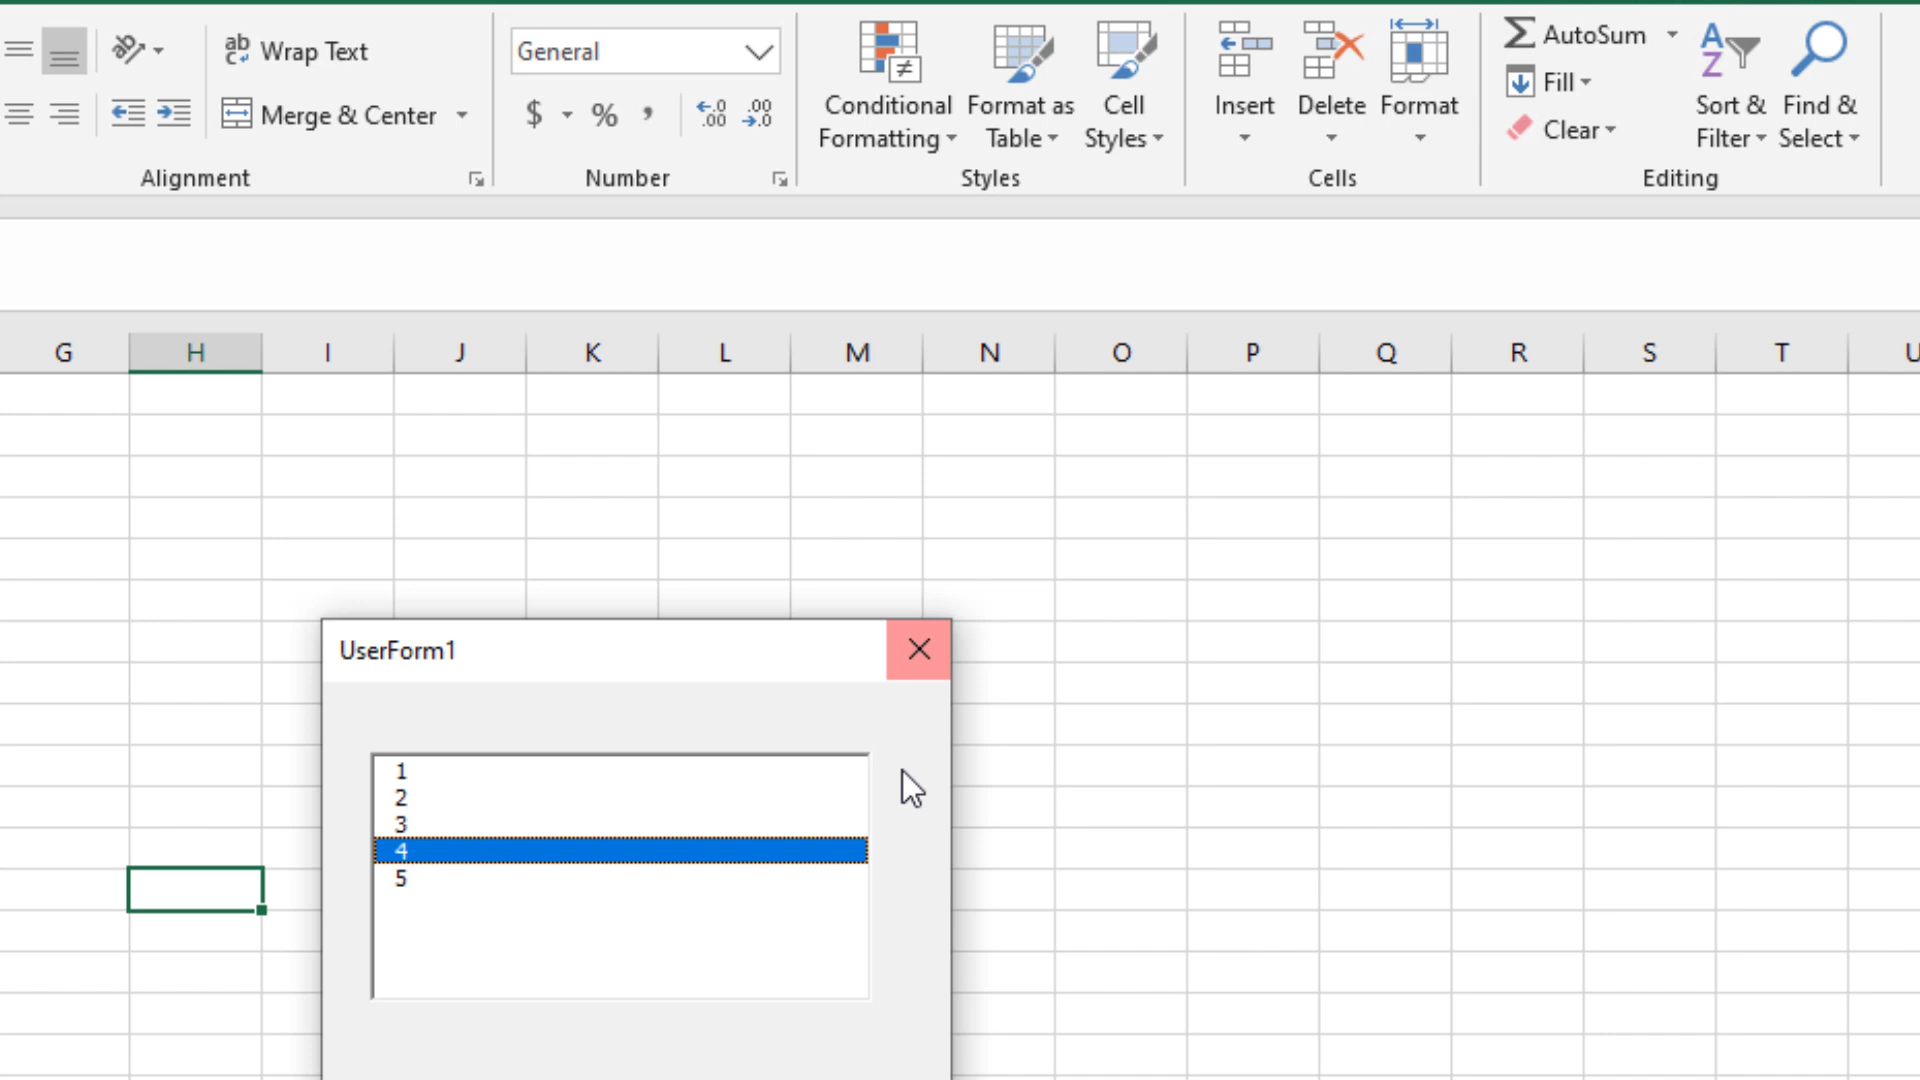 Wrap Text
Merge & Center
Alignment
General
$ % ,
Number
Conditional Formatting
Format as Table
Cell Styles
Styles
Insert
Delete
Format
Cells
AutoSum
Fill
Clear
Sort & Filter
Find & Select
Editing
G H I J K L M N O P Q R S T U
UserForm1
1
2
3
4
5